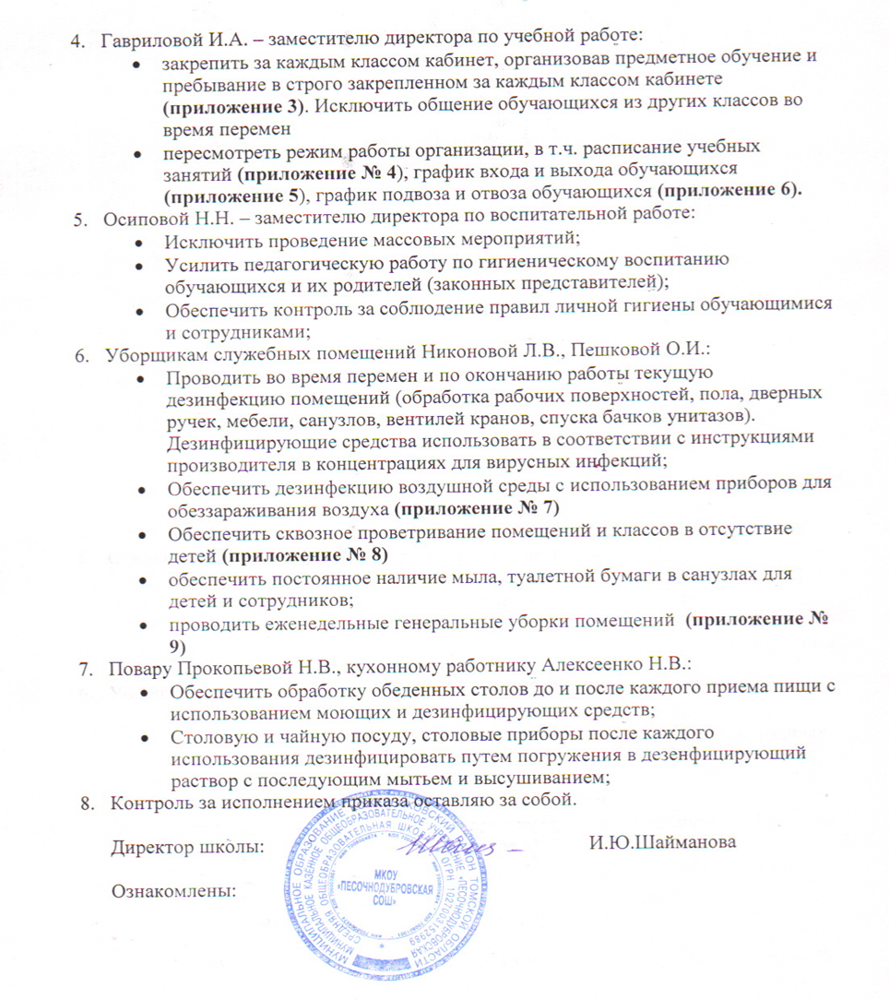 4. Гавриловой И.А. – заместителю директора по учебной работе:
• закрепить за каждым классом кабинет, организовав предметное обучение и
пребывание в строго закрепленном за каждым классом кабинете
(приложение 3). Исключить общение обучающихся из других классов во
время перемен
• пересмотреть режим работы организации, в т.ч. расписание учебных
занятий (приложение № 4), график входа и выхода обучающихся
(приложение 5), график подвоза и отвоза обучающихся (приложение 6).
5. Осиповой Н.Н. – заместителю директора по воспитательной работе:
• Исключить проведение массовых мероприятий;
• Усилить педагогическую работу по гигиеническому воспитанию
обучающихся и их родителей (законных представителей);
• Обеспечить контроль за соблюдение правил личной гигиены обучающимися
и сотрудниками;
6. Уборщикам служебных помещений Никоновой Л.В., Пешковой О.И.:
• Проводить во время перемен и по окончанию работы текущую
дезинфекцию помещений (обработка рабочих поверхностей, пола, дверных
ручек, мебели, санузлов, вентилей кранов, спуска бачков унитазов).
Дезинфицирующие средства использовать в соответствии с инструкциями
производителя в концентрациях для вирусных инфекций;
• Обеспечить дезинфекцию воздушной среды с использованием приборов для
обеззараживания воздуха (приложение № 7)
• Обеспечить сквозное проветривание помещений и классов в отсутствие
детей (приложение № 8)
• обеспечить постоянное наличие мыла, туалетной бумаги в санузлах для
детей и сотрудников;
• проводить еженедельные генеральные уборки помещений (приложение №
9)
7. Повару Прокопьевой Н.В., кухонному работнику Алексеенко Н.В.:
• Обеспечить обработку обеденных столов до и после каждого приема пищи с
использованием моющих и дезинфицирующих средств;
• Столовую и чайную посуду, столовые приборы после каждого
использования дезинфицировать путем погружения в дезенфицирующий
раствор с последующим мытьем и высушиванием;
8. Контроль за исполнением приказа оставляю за собой.
Директор школы: И.Ю.Шайманова
Ознакомлены:
МУНИЦИПАЛЬНОЕ ОБРАЗОВАНИЕ РАЙОН ТОМСКОЙ ОБЛАСТИ
МУНИЦИПАЛЬНОЕ КАЗЁННОЕ ОБЩЕОБРАЗОВАТЕЛЬНОЕ УЧРЕЖДЕНИЕ «ПЕСОЧНОДУБРОВСКАЯ
СРЕДНЯЯ ОБЩЕОБРАЗОВАТЕЛЬНАЯ ШКОЛА ОГРН 1027003152989
МКОУ
«ПЕСОЧНОДУБРОВСКАЯ
СОШ»